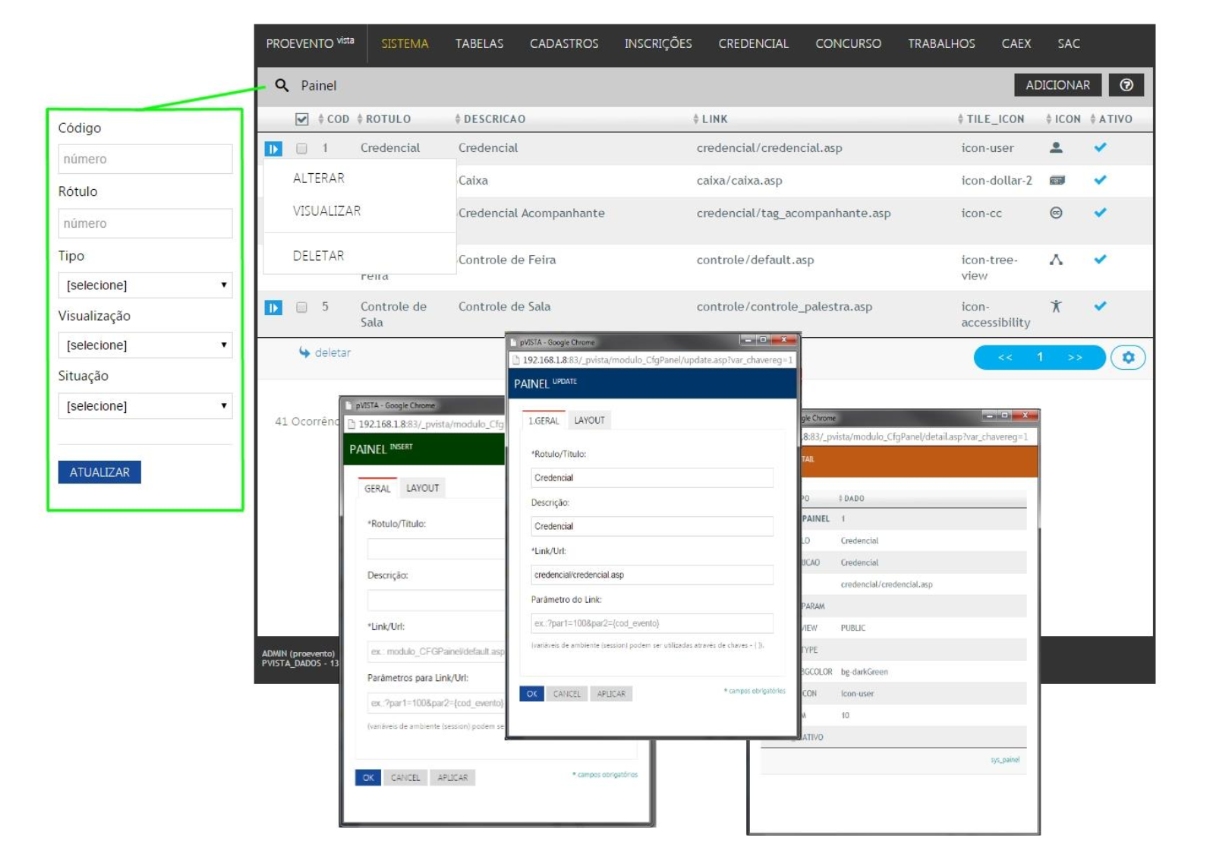 PROEVENTO vista SISTEMA TABELAS CADASTROS INSCRIÇÕES CREDENCIAL CONCURSO TRABALHOS CAEX SAC
Painel ADICIONAR ?
COD ROTULO DESCRICAO LINK TILE_ICON ICON ATIVO
1 Credencial Credencial credencial/credencial.asp icon-user
ALTERAR
VISUALIZAR
DELETAR
Caixa caixa/caixa.asp icon-dollar-2
Credencial Acompanhante credencial/tag_acompanhante.asp icon-cc
Controle de Feira controle/default.asp icon-tree-
Feira view
5 Controle de Controle de Sala controle/controle_palestra.asp icon-
Sala accessibility
deletar << 1 >>
41 Ocorrênc
ADMIN (proevento)
PVISTA_DADOS - 13
Código
número
Rótulo
número
Tipo
[selecione]
Visualização
[selecione]
Situação
[selecione]
ATUALIZAR
pVISTA - Google Chrome
192.168.1.8:83/_pvista/modulo_Cfg
PAINEL INSERT
GERAL LAYOUT
*Rotulo/Titulo:
Descrição:
*Link/Url:
ex.: modulo_CFGPainel/default.asp
Parâmetros para Link/Url:
ex.:?par1=100&par2={cod_evento}
(variáveis de ambiente (session) podem se
OK CANCEL APLICAR * campos obrigatórios
pVISTA - Google Chrome
192.168.1.8:83/_pvista/modulo_CfgPanel/update.asp?var_chavereg=1
PAINEL UPDATE
1.GERAL LAYOUT
*Rotulo/Titulo:
Credencial
Descrição:
Credencial
*Link/Url:
credencial/credencial.asp
Parâmetro do Link:
ex.:?par1=100&par2={cod_evento}
(variáveis de ambiente (session) podem ser utilizadas atraves de chaves - { }).
OK CANCEL APLICAR * campos obrigatórios
gle Chrome
.8:83/_pvista/modulo_CfgPanel/detail.asp?var_chavereg=1
TAIL
PO DADO
PAINEL 1
LO Credencial
ICAO Credencial
credencial/credencial.asp
PARAM
VIEW PUBLIC
TYPE
BGCOLOR bg-darkGreen
ICON icon-user
M 10
ATIVO
sys_painel